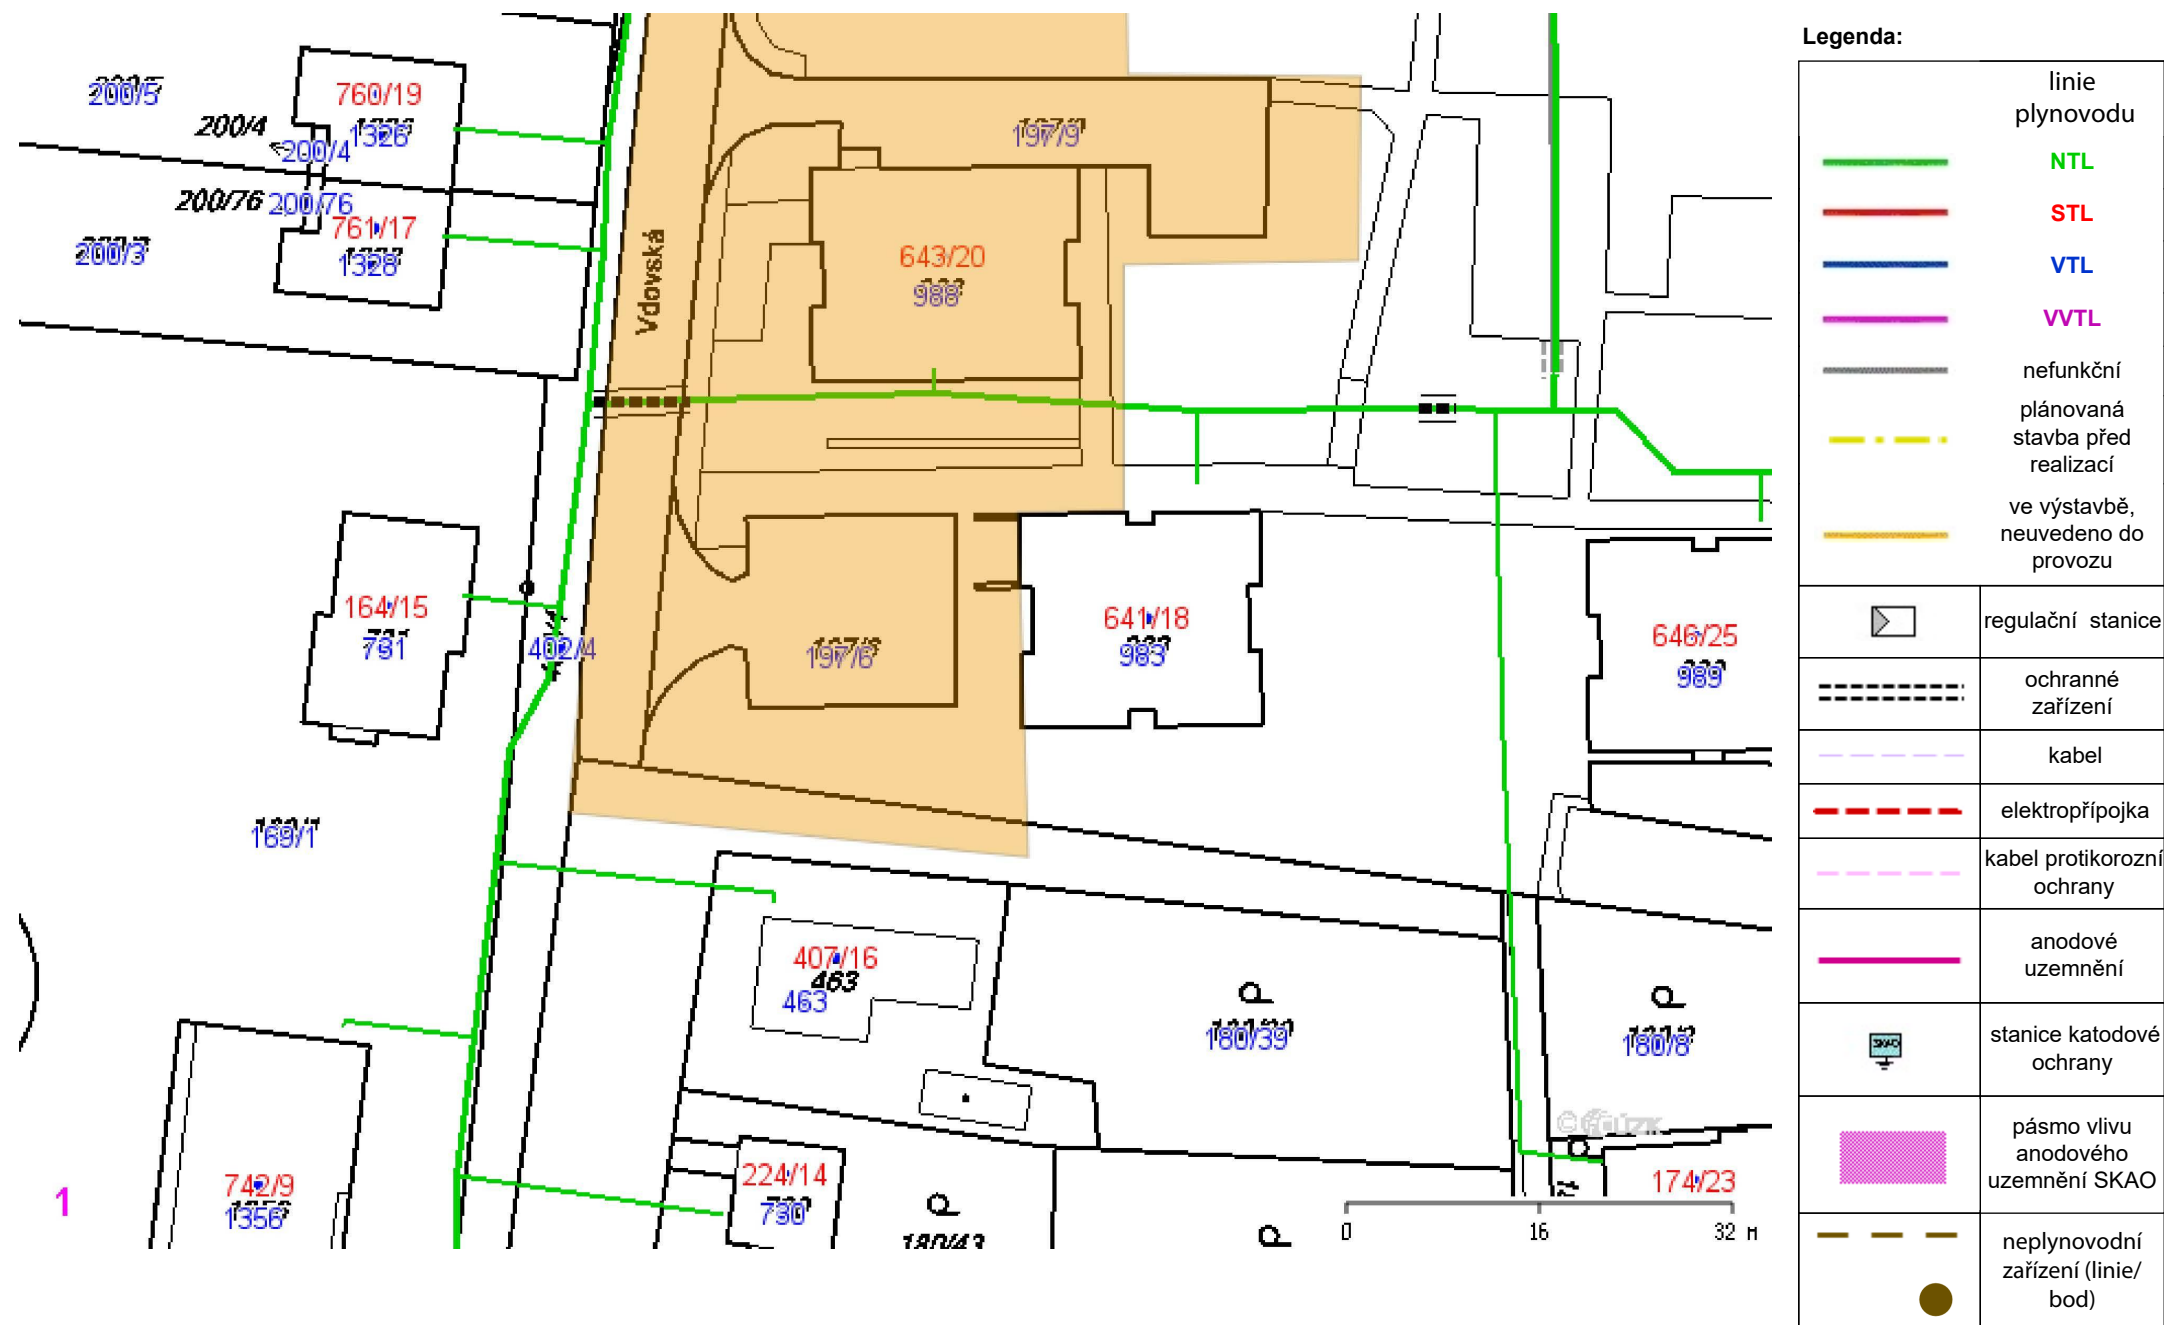 200/5
760/19
1326
200/4
200/4
200/76
200/76
761/17
1328
200/3
Vdovská
197/9
643/20
988
164/15
791
402/4
197/6
641/18
983
646/25
989
169/1
407/16
463
463
180/39
180/8
742/9
1356
1
224/14
790
180/43
174/23
P
P
P
P
0
16
32 M
Legenda:
linie
plynovodu
NTL
STL
VTL
VVTL
nefunkční
plánovaná
stavba před
realizací
ve výstavbě,
neuvedeno do
provozu
regulační stanice
ochranné
zařízení
kabel
elektropřípojka
kabel protikorozní
ochrany
anodové
uzemnění
SKAO
stanice katodové
ochrany
pásmo vlivu
anodového
uzemnění SKAO
neplynovodní
zařízení (linie/
bod)